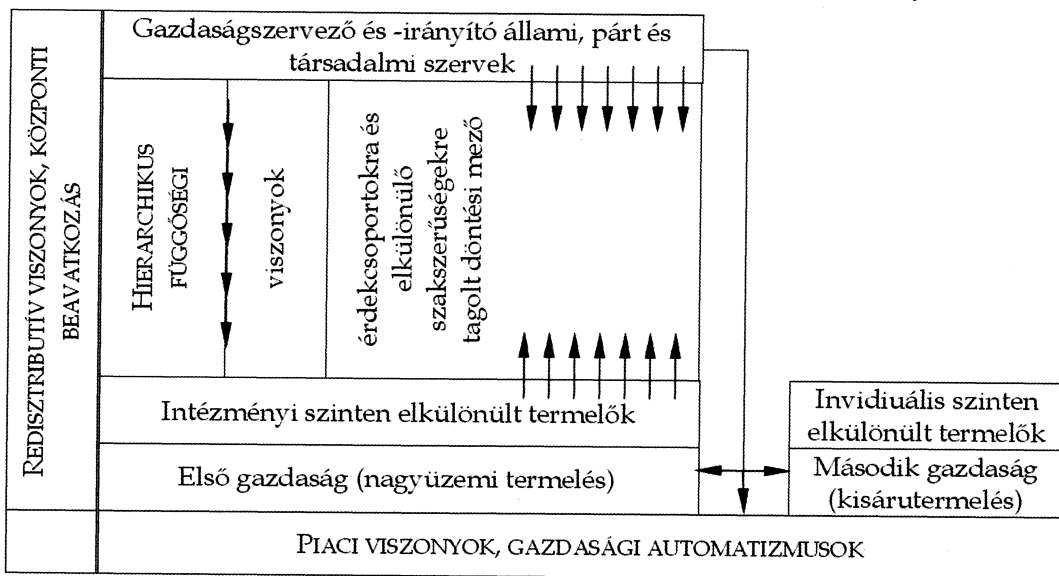 Gazdaságszervező és -irányító állami, párt és
társadalmi szervek
REDISZTRIBUTÍV VISZONYOK, KÖZPONTI
BEAVATKOZÁS
HIERARCHIKUS
FÜGGŐSÉGI
viszonyok
érdekcsoportokra és
elkülönülő
szakszerűségekre
tagolt döntési mező
Intézményi szinten elkülönült termelők
Invidiuális szinten
elkülönült termelők
Első gazdaság (nagyüzemi termelés)
Második gazdaság
(kisárutermelés)
PIACI VISZONYOK, GAZDASÁGI AUTOMATIZMUSOK